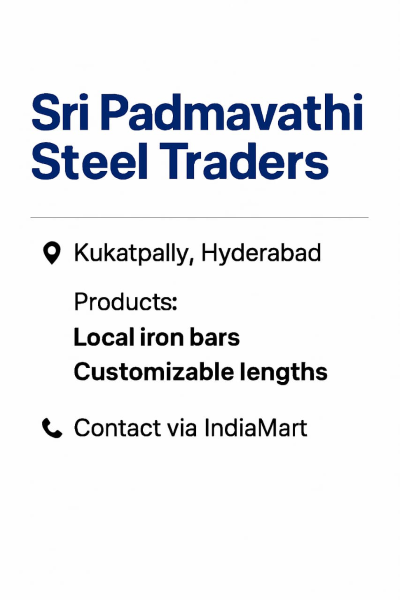 Sri Padmavathi
Steel Traders
Kukatpally, Hyderabad
Products:
Local iron bars
Customizable lengths
Contact via IndiaMart